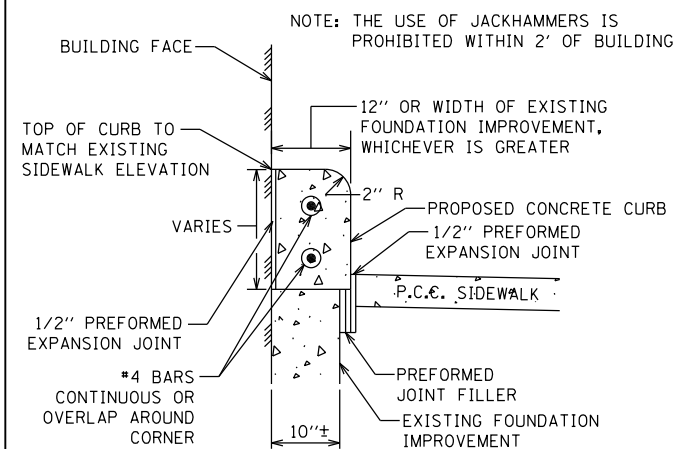 NOTE: THE USE OF JACKHAMMERS IS
PROHIBITED WITHIN 2' OF BUILDING
BUILDING FACE
12" OR WIDTH OF EXISTING
FOUNDATION IMPROVEMENT,
WHICHEVER IS GREATER
TOP OF CURB TO
MATCH EXISTING
SIDEWALK ELEVATION
2" R
PROPOSED CONCRETE CURB
VARIES
1/2" PREFORMED
EXPANSION JOINT
P.C.C. SIDEWALK
1/2" PREFORMED
EXPANSION JOINT
#4 BARS
CONTINUOUS OR
OVERLAP AROUND
CORNER
PREFORMED
JOINT FILLER
EXISTING FOUNDATION
IMPROVEMENT
10"±